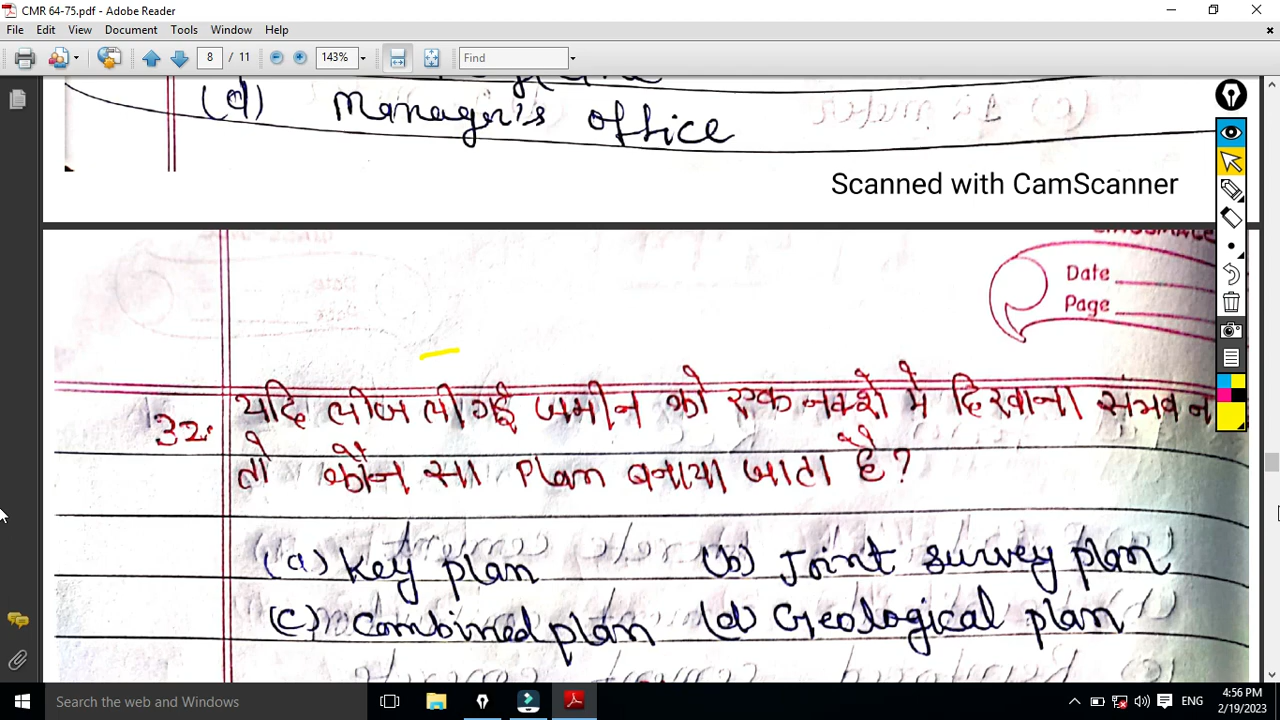 CMR 64-75.pdf - Adobe Reader
File Edit View Document Tools Window Help
8 / 11 143% Find
(d) Manager's office
Scanned with CamScanner
Date
Page
32. यदि लीज ली गई जमीन को एक नक्शे में दिखाना संभव न
तो कौन सा Plan बनाया जाता है?
(a) Key plan (b) Joint survey plan
(c) Combined plan (d) Geological plan
Search the web and Windows
ENG
4:56 PM
2/19/2023